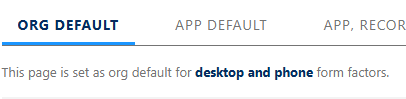 ORG DEFAULT APP DEFAULT APP, RECOR
This page is set as org default for desktop and phone form factors.